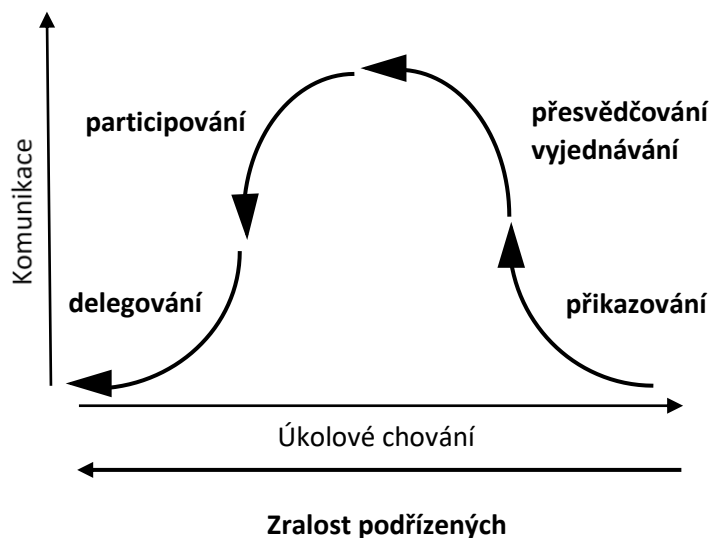 Komunikace
participování
přesvědčování
vyjednávání
delegování
přikazování
Úkolové chování
Zralost podřízených